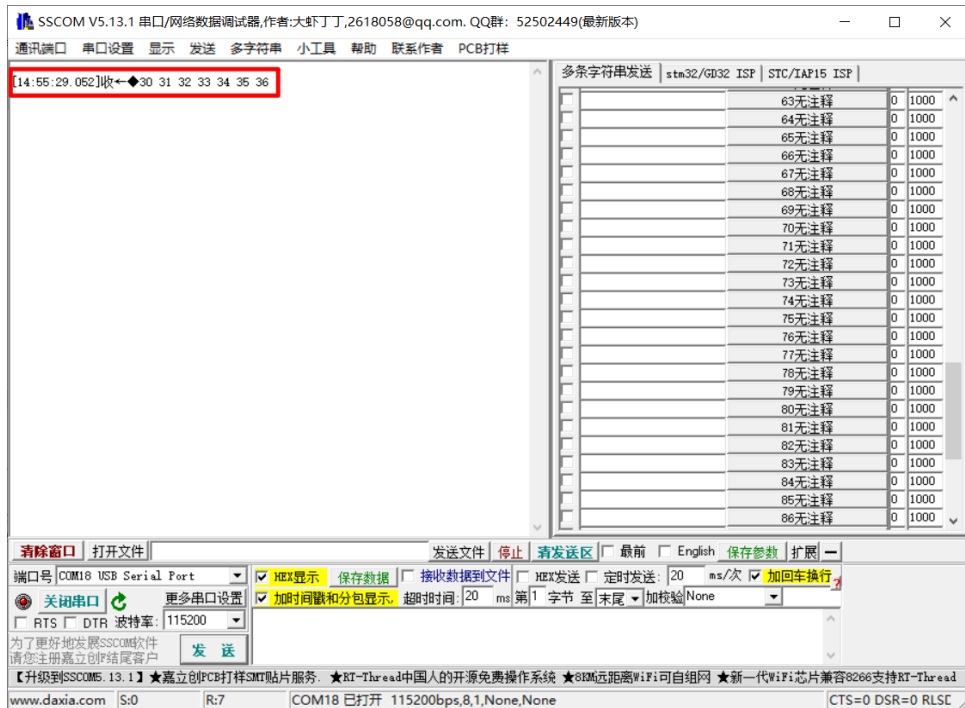 SSCOM V5.13.1 串口/网络数据调试器,作者:大虾丁丁,2618058@qq.com. QQ群: 52502449(最新版本)
通讯端口 串口设置 显示 发送 多字符串 小工具 帮助 联系作者 PCB打样
[14:55:29.052]收←◆30 31 32 33 34 35 36
多条字符串发送 stm32/GD32 ISP STC/IAP15 ISP
63无注释 0 1000
64无注释 0 1000
65无注释 0 1000
66无注释 0 1000
67无注释 0 1000
68无注释 0 1000
69无注释 0 1000
70无注释 0 1000
71无注释 0 1000
72无注释 0 1000
73无注释 0 1000
74无注释 0 1000
75无注释 0 1000
76无注释 0 1000
77无注释 0 1000
78无注释 0 1000
79无注释 0 1000
80无注释 0 1000
81无注释 0 1000
82无注释 0 1000
83无注释 0 1000
84无注释 0 1000
85无注释 0 1000
86无注释 0 1000
清除窗口 打开文件 发送文件 停止 清发送区 最前 English 保存参数 扩展 —
端口号 COM18 USB Serial Port HEX显示 保存数据 接收数据到文件 HEX发送 定时发送: 20 ms/次 加回车换行 ?
关闭串口 更多串口设置 加时间戳和分包显示, 超时时间: 20 ms 第1 字节 至 末尾 加校验 None
RTS DTR 波特率: 115200
为了更好地发展SSCOM软件
请您注册嘉立创F结尾客户
发 送
【升级到SSCOM5.13.1】★嘉立创PCB打样SMT贴片服务. ★RT-Thread中国人的开源免费操作系统 ★8KM远距离WiFi可自组网 ★新一代WiFi芯片兼容8266支持RT-Thread
www.daxia.com S:0 R:7 COM18 已打开 115200bps,8,1,None,None CTS=0 DSR=0 RLSD